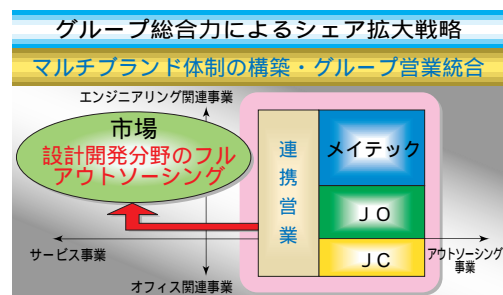 グループ総合力によるシェア拡大戦略
マルチブランド体制の構築・グループ営業統合
エンジニアリング関連事業
市場
設計開発分野のフル
アウトソーシング
連携営業
メイテック
ＪＯ
ＪＣ
サービス事業
アウトソーシング
事業
オフィス関連事業